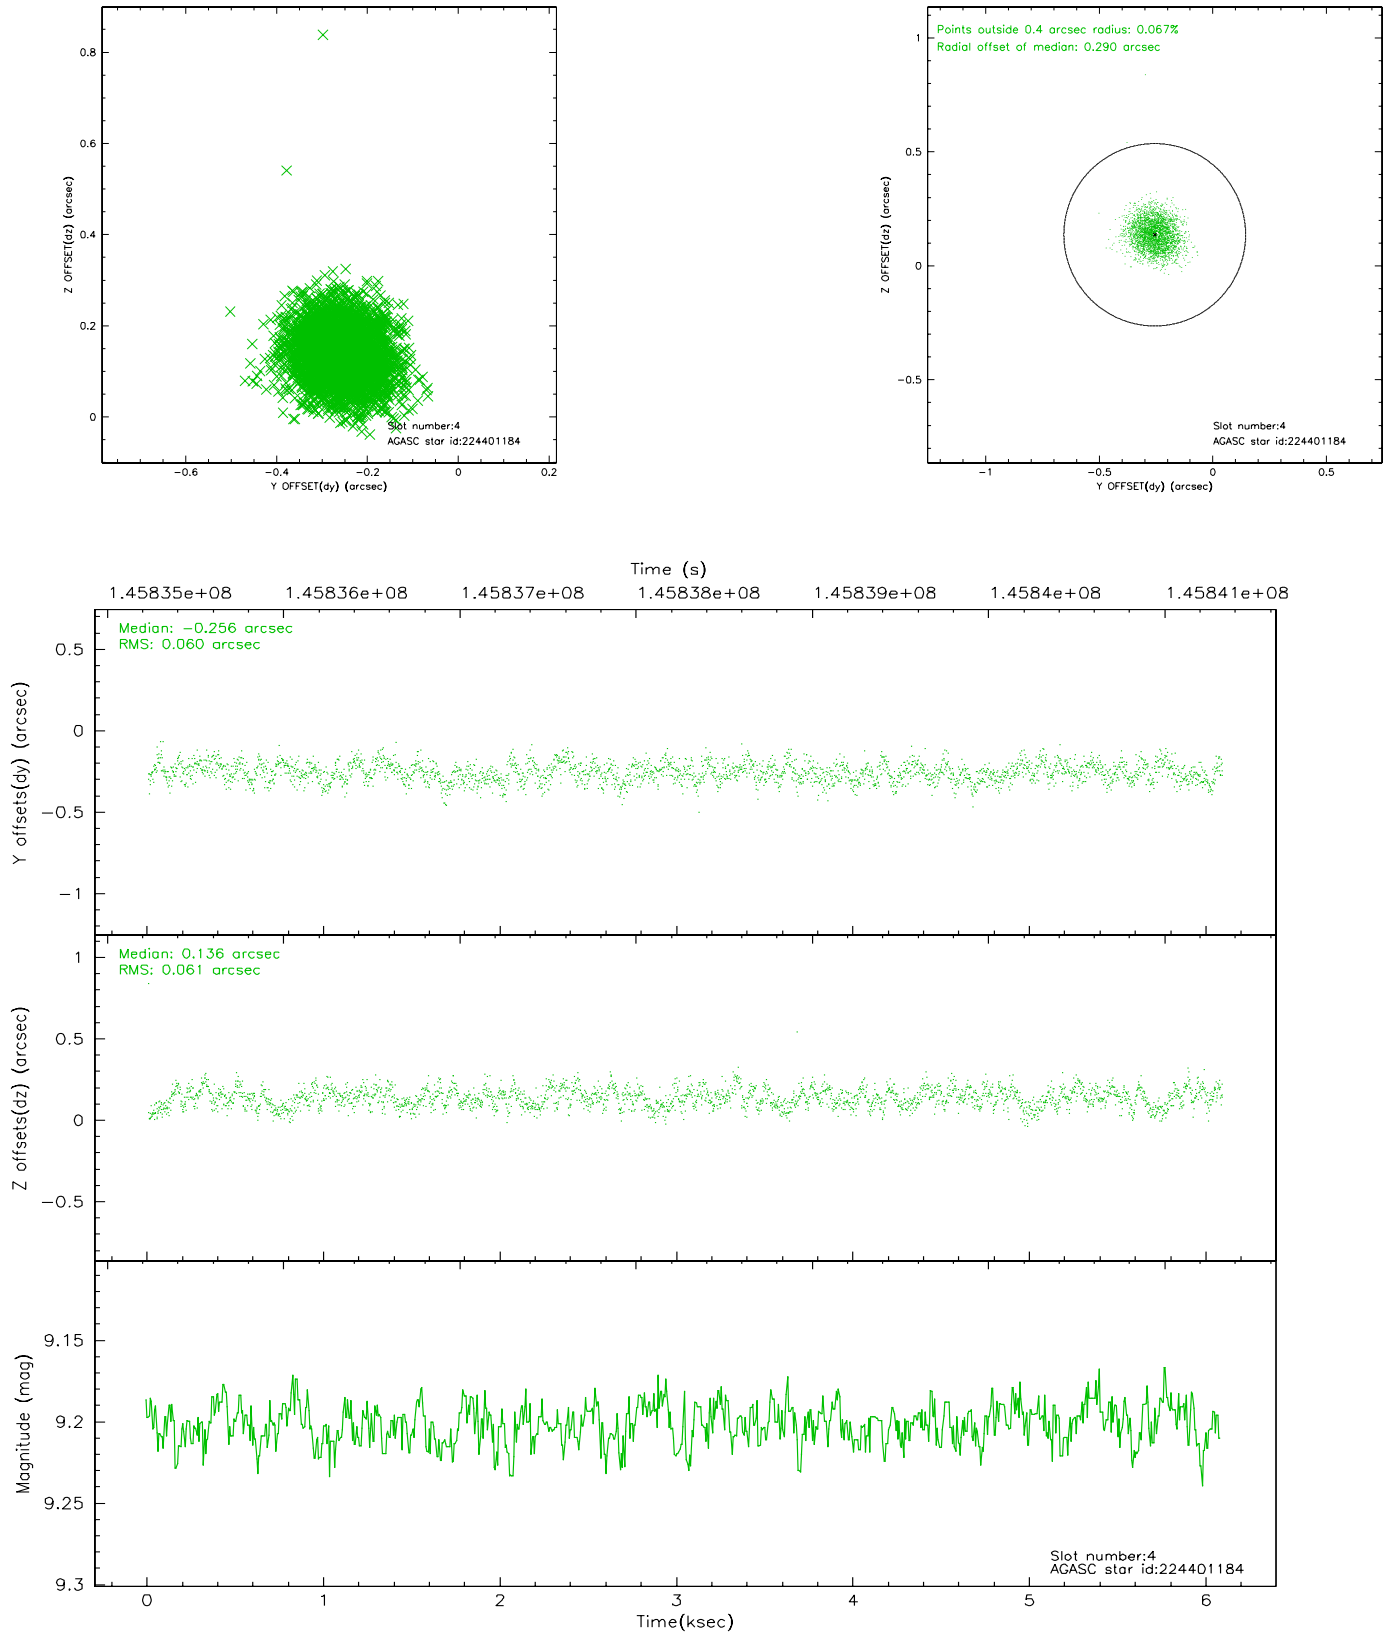 0.8
0.6
0.4
0.2
0
Z OFFSET(dz) (arcsec)
−0.6 −0.4 −0.2 0 0.2
Y OFFSET(dy) (arcsec)
Slot number:4
AGASC star id:224401184
Points outside 0.4 arcsec radius: 0.067%
Radial offset of median: 0.290 arcsec
1
0.5
0
−0.5
Z OFFSET(dz) (arcsec)
−1 −0.5 0 0.5
Y OFFSET(dy) (arcsec)
Slot number:4
AGASC star id:224401184
Time (s)
1.45835e+08 1.45836e+08 1.45837e+08 1.45838e+08 1.45839e+08 1.4584e+08 1.45841e+08
Median: −0.256 arcsec
RMS: 0.060 arcsec
0.5
0
−0.5
−1
Y offsets(dy) (arcsec)
Median: 0.136 arcsec
RMS: 0.061 arcsec
1
0.5
0
−0.5
Z offsets(dz) (arcsec)
9.15
9.2
9.25
9.3
Magnitude (mag)
Slot number:4
AGASC star id:224401184
0 1 2 3 4 5 6
Time(ksec)